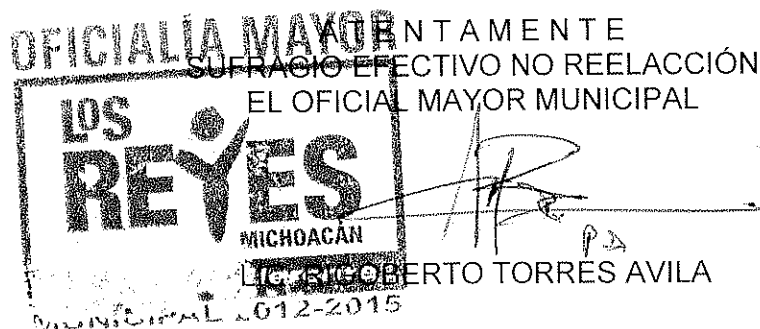 OFICIALÍA MAYOR
A T E N T A M E N T E
SUFRAGIO EFECTIVO NO REELACCIÓN
EL OFICIAL MAYOR MUNICIPAL
LOS
REYES
MICHOACÁN
LIC. RIGOBERTO TORRES AVILA
2012-2015